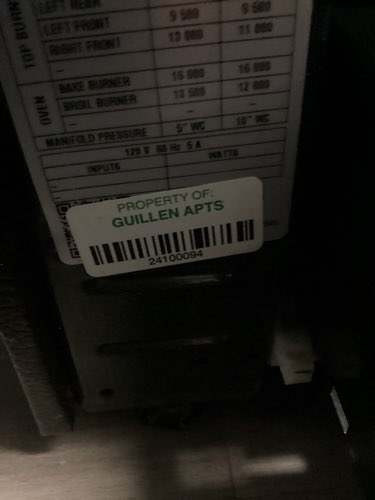 TOP BURN
LEFT REAR 9 500 9 500
LEFT FRONT
RIGHT FRONT 13 000 11 000
–
OVEN
BAKE BURNER 16 000 16 000
BROIL BURNER 13 500 12 000
– – –
MANIFOLD PRESSURE 5" WC 10" WC
120 V 60 Hz 5 A
INPUTS WATTS
–
–
PROPERTY OF:
GUILLEN APTS
24100094